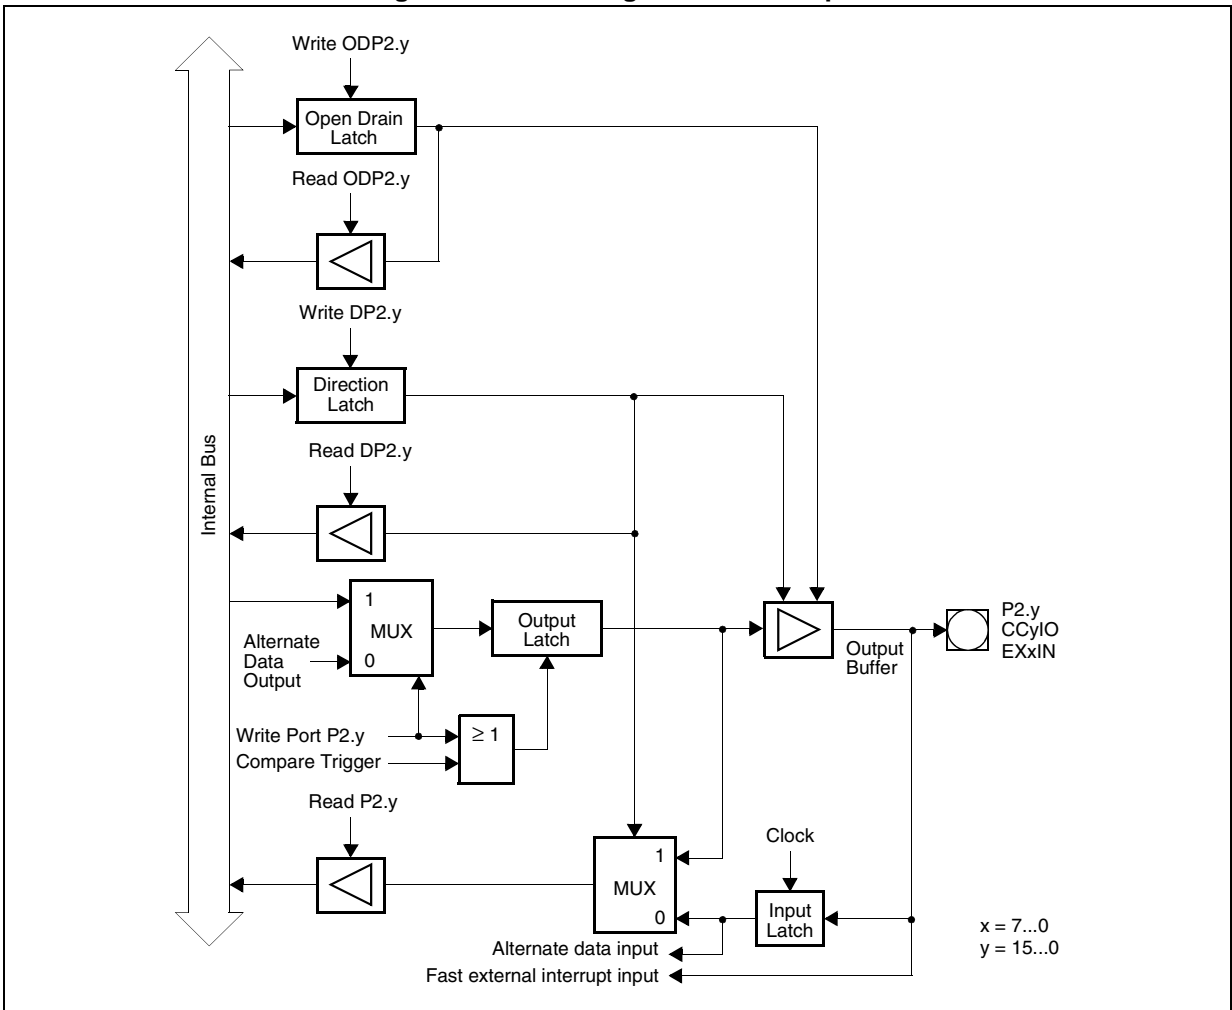 Write ODP2.y
Open Drain
Latch
Read ODP2.y
Write DP2.y
Direction
Latch
Read DP2.y
Internal Bus
1
MUX
0
Alternate
Data
Output
Output
Latch
Output
Buffer
P2.y
CCyIO
EXxIN
Write Port P2.y
Compare Trigger
≥ 1
Read P2.y
1
MUX
0
Clock
Input
Latch
Alternate data input
Fast external interrupt input
x = 7...0
y = 15...0